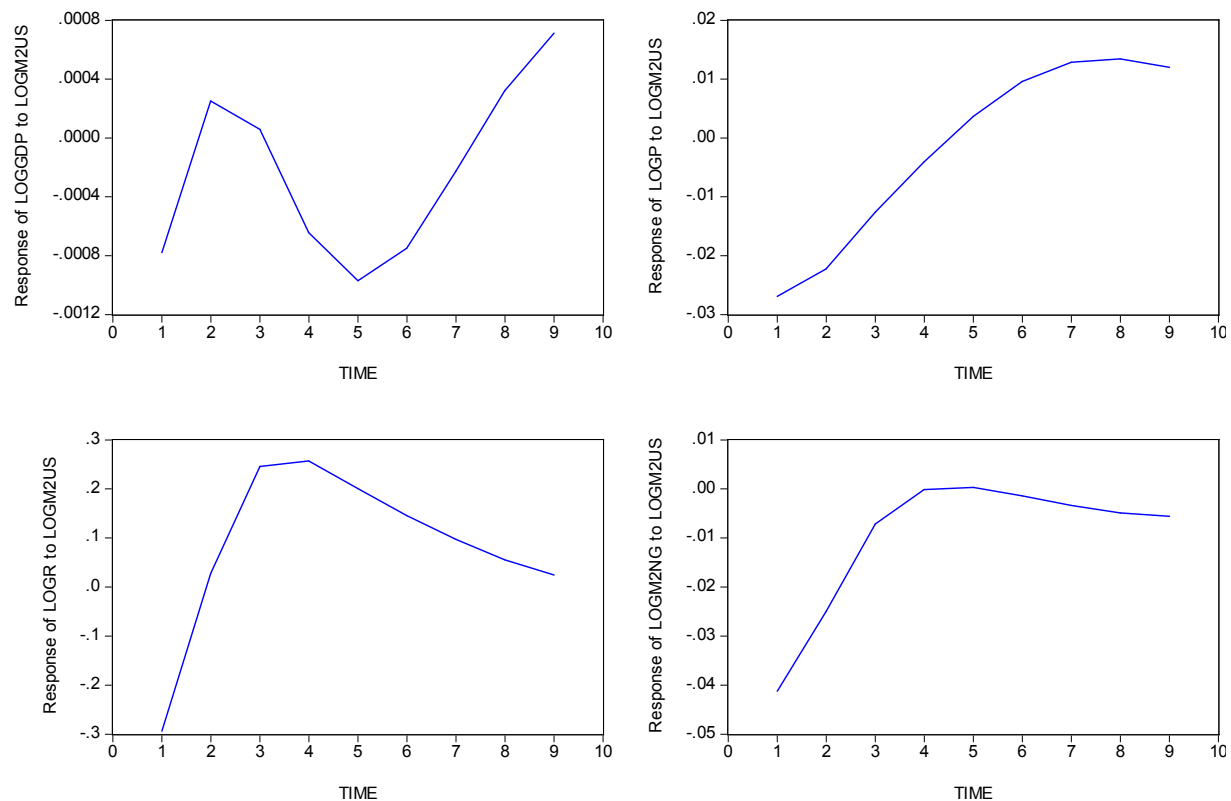 Response of LOGGDP to LOGM2US
.0008
.0004
.0000
-.0004
-.0008
-.0012
0 1 2 3 4 5 6 7 8 9 10
TIME
Response of LOGP to LOGM2US
.02
.01
.00
-.01
-.02
-.03
0 1 2 3 4 5 6 7 8 9 10
TIME
Response of LOGR to LOGM2US
.3
.2
.1
.0
-.1
-.2
-.3
0 1 2 3 4 5 6 7 8 9 10
TIME
Response of LOGM2NG to LOGM2US
.01
.00
-.01
-.02
-.03
-.04
-.05
0 1 2 3 4 5 6 7 8 9 10
TIME